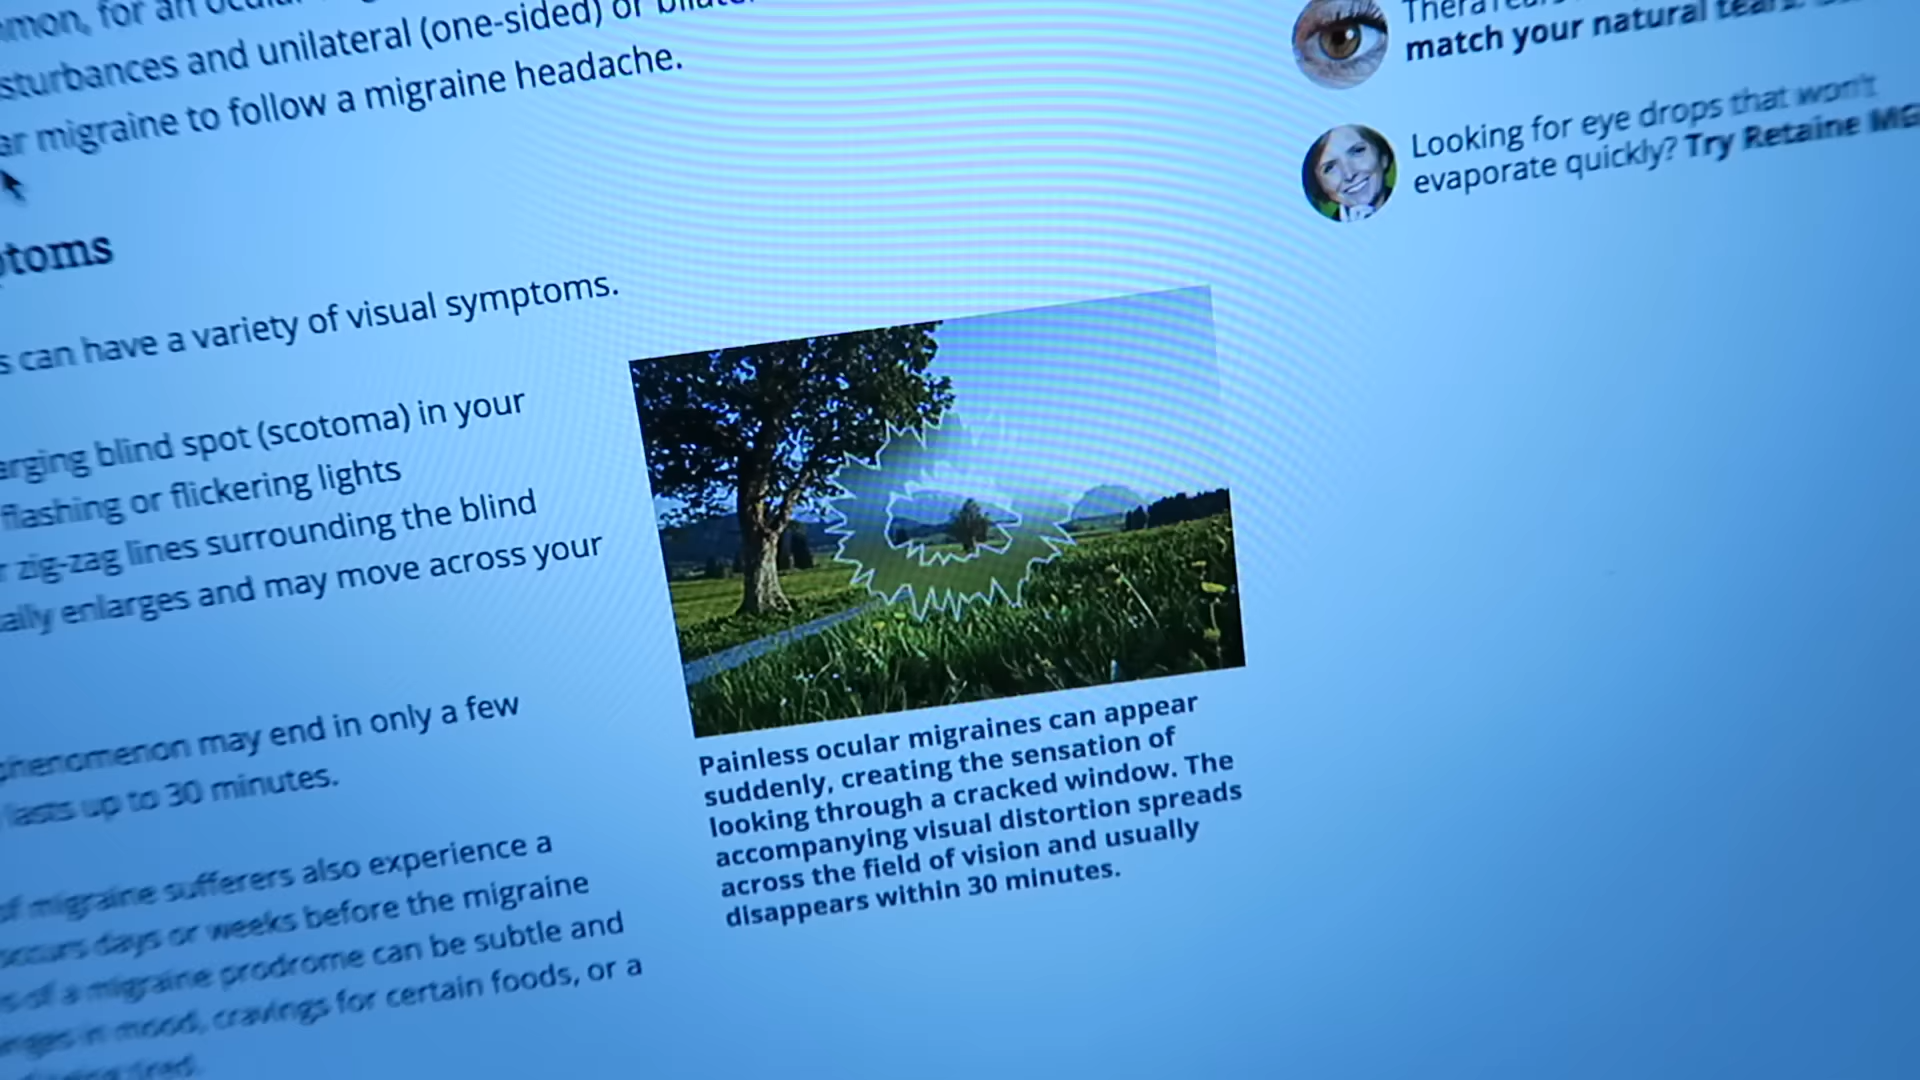 mon, for an
sturbances and unilateral (one-sided) or
ar migraine to follow a migraine headache.
toms
s can have a variety of visual symptoms.
arging blind spot (scotoma) in your
flashing or flickering lights
r zig-zag lines surrounding the blind
ally enlarges and may move across your
phenomenon may end in only a few
lasts up to 30 minutes.
of migraine sufferers also experience a
occurs days or weeks before the migraine
s of a migraine prodrome can be subtle and
nges in mood, cravings for certain foods, or a
Painless ocular migraines can appear
suddenly, creating the sensation of
looking through a cracked window. The
accompanying visual distortion spreads
across the field of vision and usually
disappears within 30 minutes.
match your natural tears.
Looking for eye drops that won't
evaporate quickly? Try Retaine MG